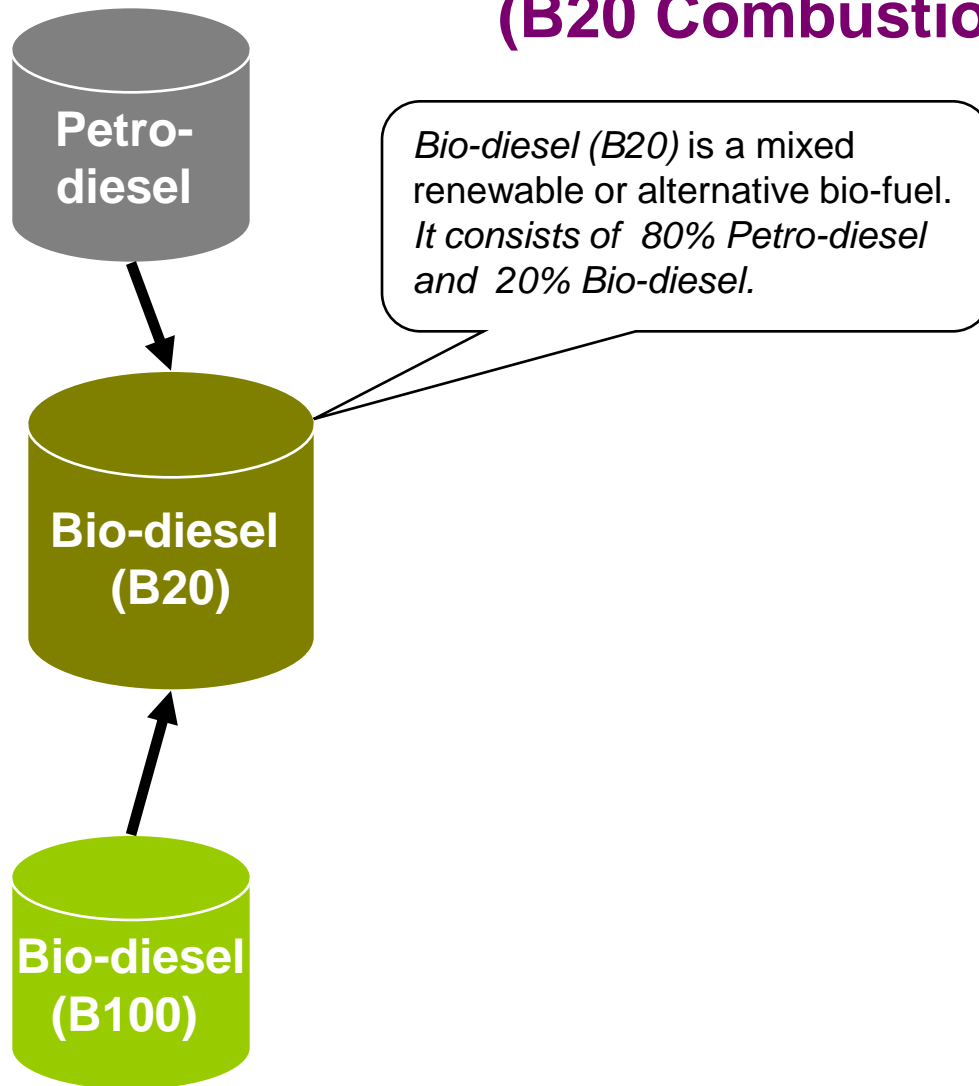 (B20 Combustio
Petro-
diesel
Bio-diesel (B20) is a mixed
renewable or alternative bio-fuel.
It consists of 80% Petro-diesel
and 20% Bio-diesel.
Bio-diesel
(B20)
Bio-diesel
(B100)